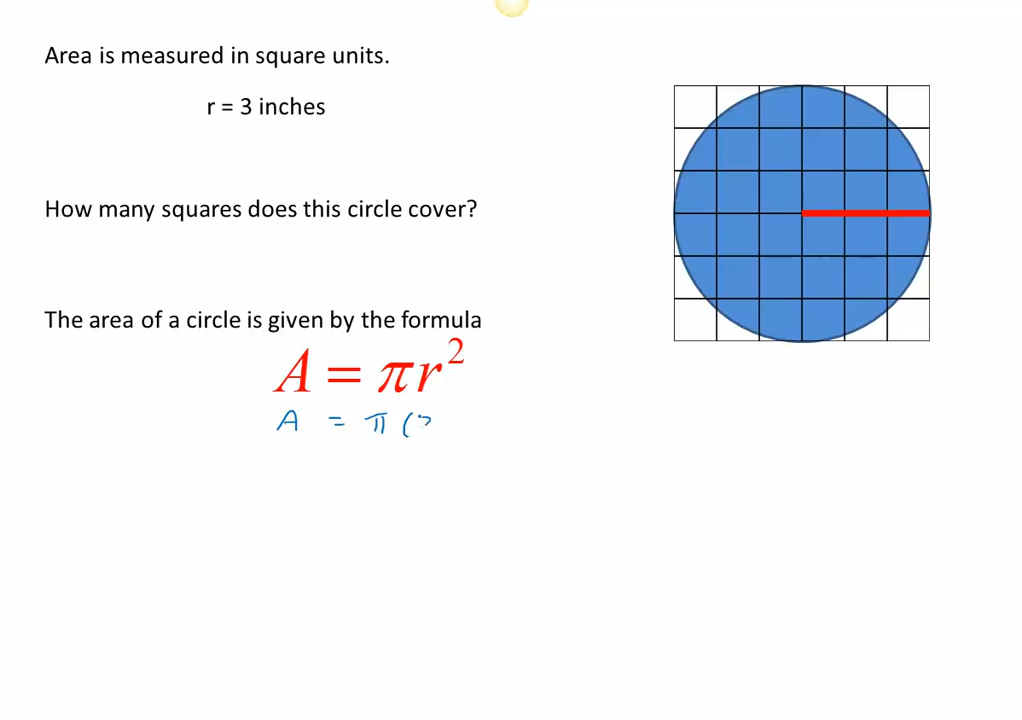 Area is measured in square units.
r = 3 inches
How many squares does this circle cover?
The area of a circle is given by the formula
A = πr²
A = π (